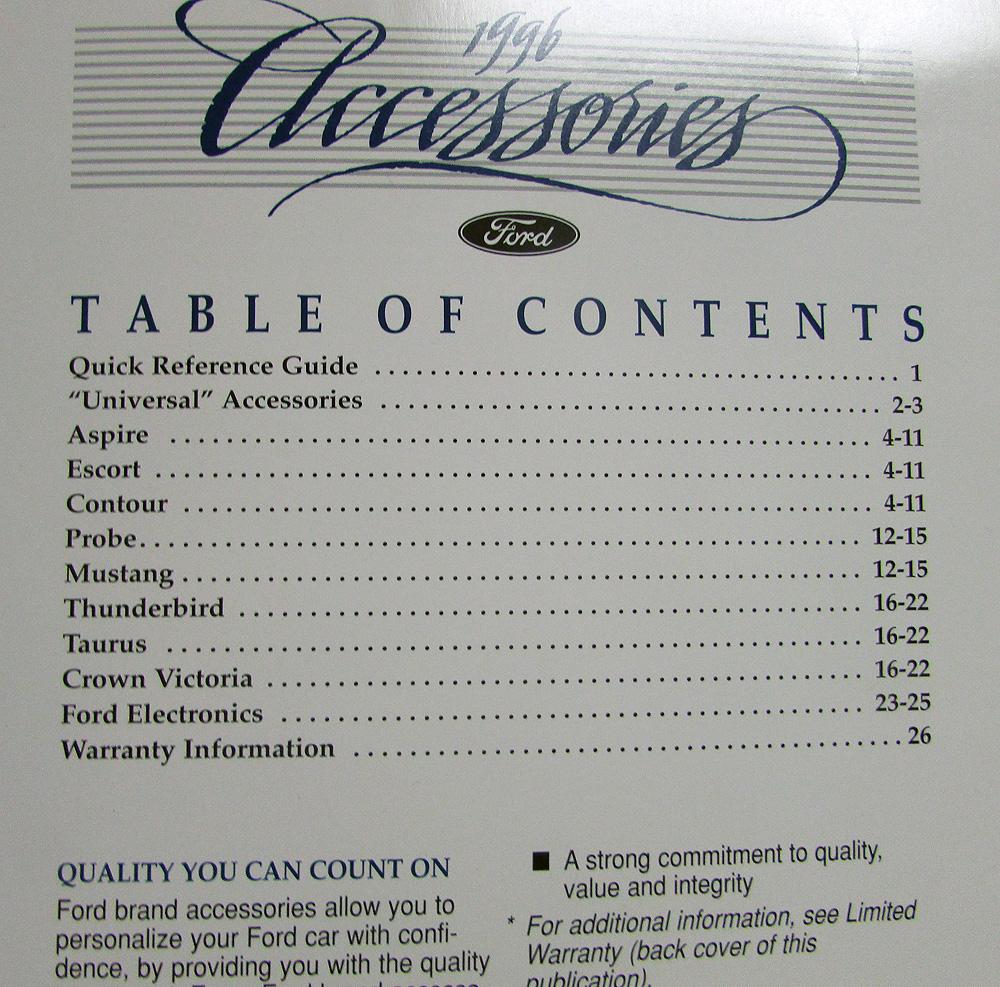 1996
Accessories
Ford
TABLE OF CONTENTS
Quick Reference Guide .......... 1
“Universal” Accessories .......... 2-3
Aspire .......... 4-11
Escort .......... 4-11
Contour .......... 4-11
Probe .......... 12-15
Mustang .......... 12-15
Thunderbird .......... 16-22
Taurus .......... 16-22
Crown Victoria .......... 16-22
Ford Electronics .......... 23-25
Warranty Information .......... 26
QUALITY YOU CAN COUNT ON
Ford brand accessories allow you to
personalize your Ford car with confi-
dence, by providing you with the quality
■ A strong commitment to quality,
value and integrity
* For additional information, see Limited
Warranty (back cover of this
publication).